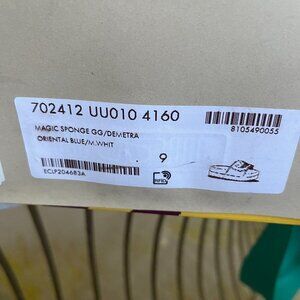 702412 UU010 4160
8105490055
MAGIC SPONGE GG/DEMETRA
ORIENTAL BLUE/M.WHIT
9
ECLP204683A